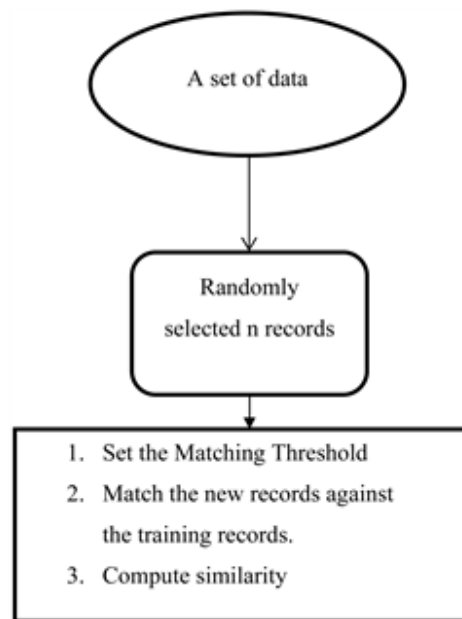 A set of data
Randomly
selected n records
1. Set the Matching Threshold
2. Match the new records against
the training records.
3. Compute similarity